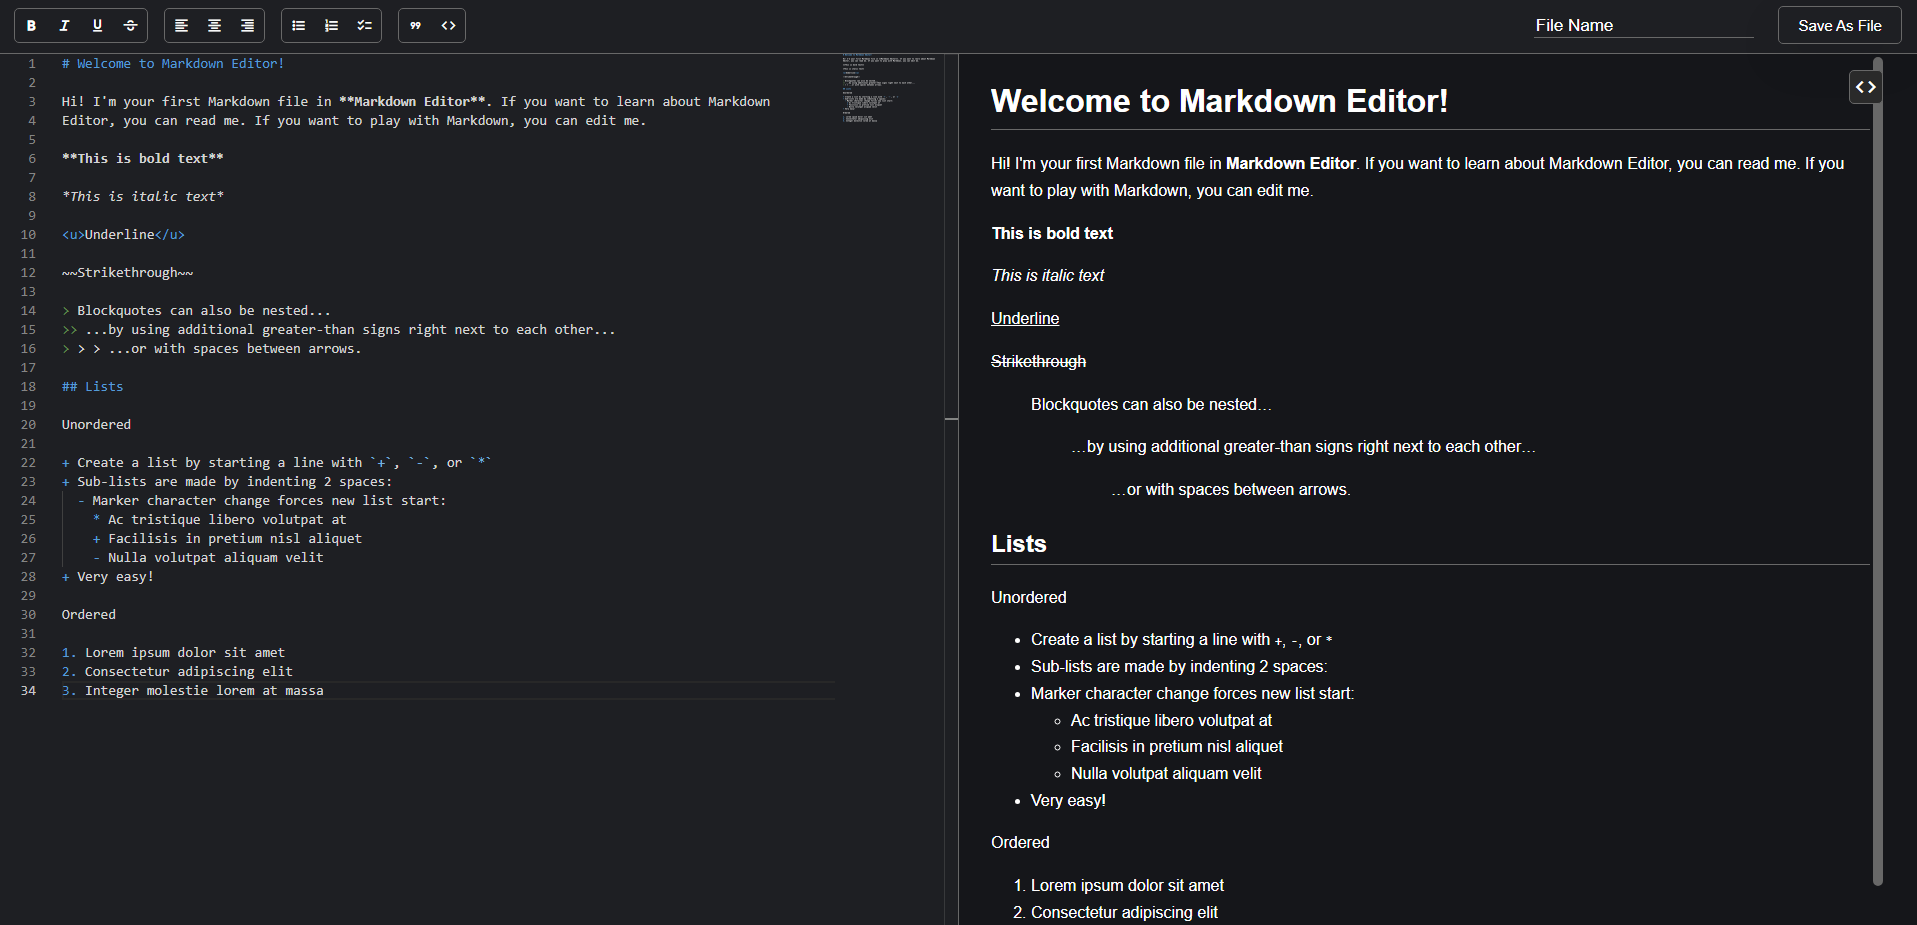 B I U S
File Name
Save As File
1 # Welcome to Markdown Editor!
2
3 Hi! I'm your first Markdown file in **Markdown Editor**. If you want to learn about Markdown
4 Editor, you can read me. If you want to play with Markdown, you can edit me.
5
6 **This is bold text**
7
8 *This is italic text*
9
10 <u>Underline</u>
11
12 ~~Strikethrough~~
13
14 > Blockquotes can also be nested...
15 >> ...by using additional greater-than signs right next to each other...
16 > > > ...or with spaces between arrows.
17
18 ## Lists
19
20 Unordered
21
22 + Create a list by starting a line with `+`, `-`, or `*`
23 + Sub-lists are made by indenting 2 spaces:
24 - Marker character change forces new list start:
25 * Ac tristique libero volutpat at
26 + Facilisis in pretium nisl aliquet
27 - Nulla volutpat aliquam velit
28 + Very easy!
29
30 Ordered
31
32 1. Lorem ipsum dolor sit amet
33 2. Consectetur adipiscing elit
34 3. Integer molestie lorem at massa
Welcome to Markdown Editor!
Hi! I'm your first Markdown file in Markdown Editor. If you want to learn about Markdown Editor, you can read me. If you
want to play with Markdown, you can edit me.
This is bold text
This is italic text
Underline
Strikethrough
Blockquotes can also be nested…
…by using additional greater-than signs right next to each other…
…or with spaces between arrows.
Lists
Unordered
• Create a list by starting a line with +, -, or *
• Sub-lists are made by indenting 2 spaces:
• Marker character change forces new list start:
◦ Ac tristique libero volutpat at
◦ Facilisis in pretium nisl aliquet
◦ Nulla volutpat aliquam velit
• Very easy!
Ordered
1. Lorem ipsum dolor sit amet
2. Consectetur adipiscing elit